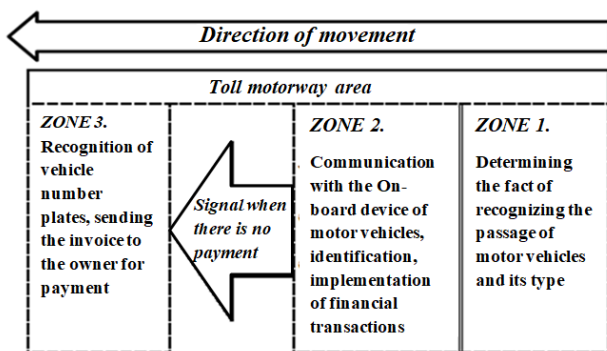 Direction of movement
Toll motorway area
ZONE 3.
Recognition of
vehicle
number
plates, sending
the invoice to
the owner for
payment
Signal when
there is no
payment
ZONE 2.
Communication
with the On-
board device of
motor vehicles,
identification,
implementation
of financial
transactions
ZONE 1.
Determining
the fact of
recognizing the
passage of
motor vehicles
and its type